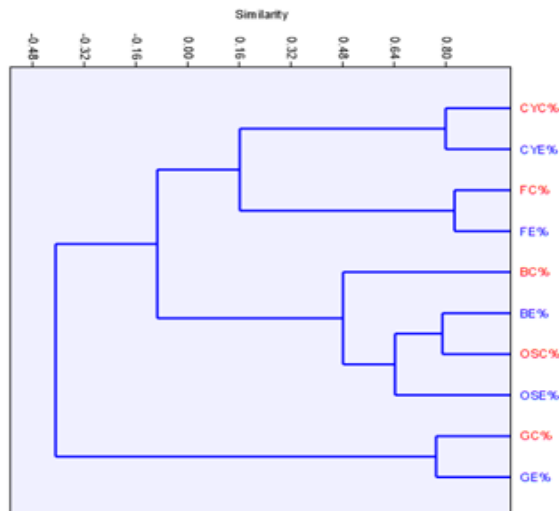 Similarity
-0.48 -0.32 -0.16 0.00 0.16 0.32 0.48 0.64 0.80
CYC%
CYE%
FC%
FE%
BC%
BE%
OSC%
OSE%
GC%
GE%